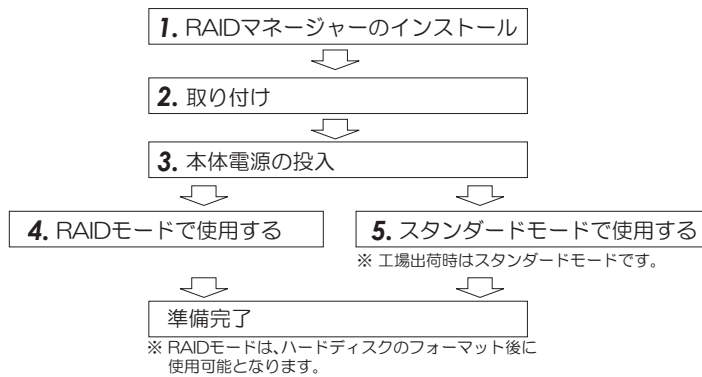 1. RAIDマネージャーのインストール
2. 取り付け
3. 本体電源の投入
4. RAIDモードで使用する
5. スタンダードモードで使用する
※ 工場出荷時はスタンダードモードです。
準備完了
※ RAIDモードは、ハードディスクのフォーマット後に
使用可能となります。